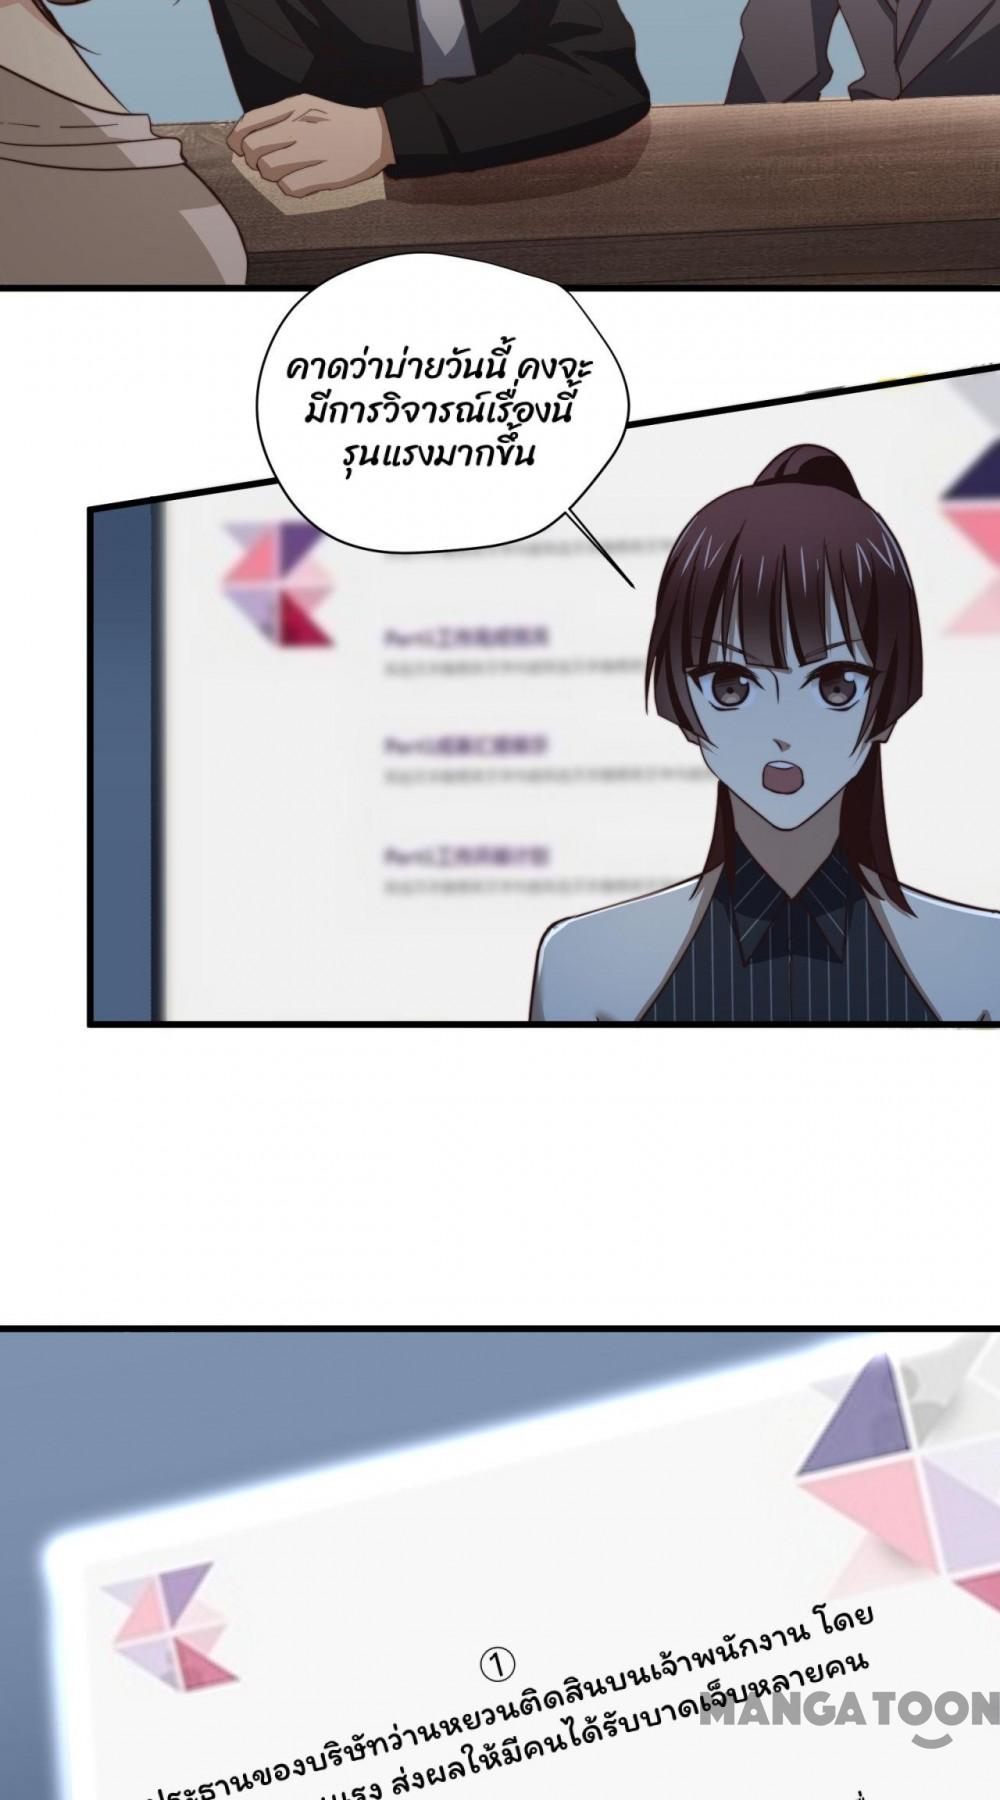 คาดว่าบ่ายวันนี้ คงจะ
มีการวิจารณ์เรื่องนี้
รุนแรงมากขึ้น
①
ประธานของบริษัทว่านหยวนติดสินบนเจ้าพนักงาน โดย
แรง ส่งผลให้มีคนได้รับบาดเจ็บหลายคน
MANGATOON